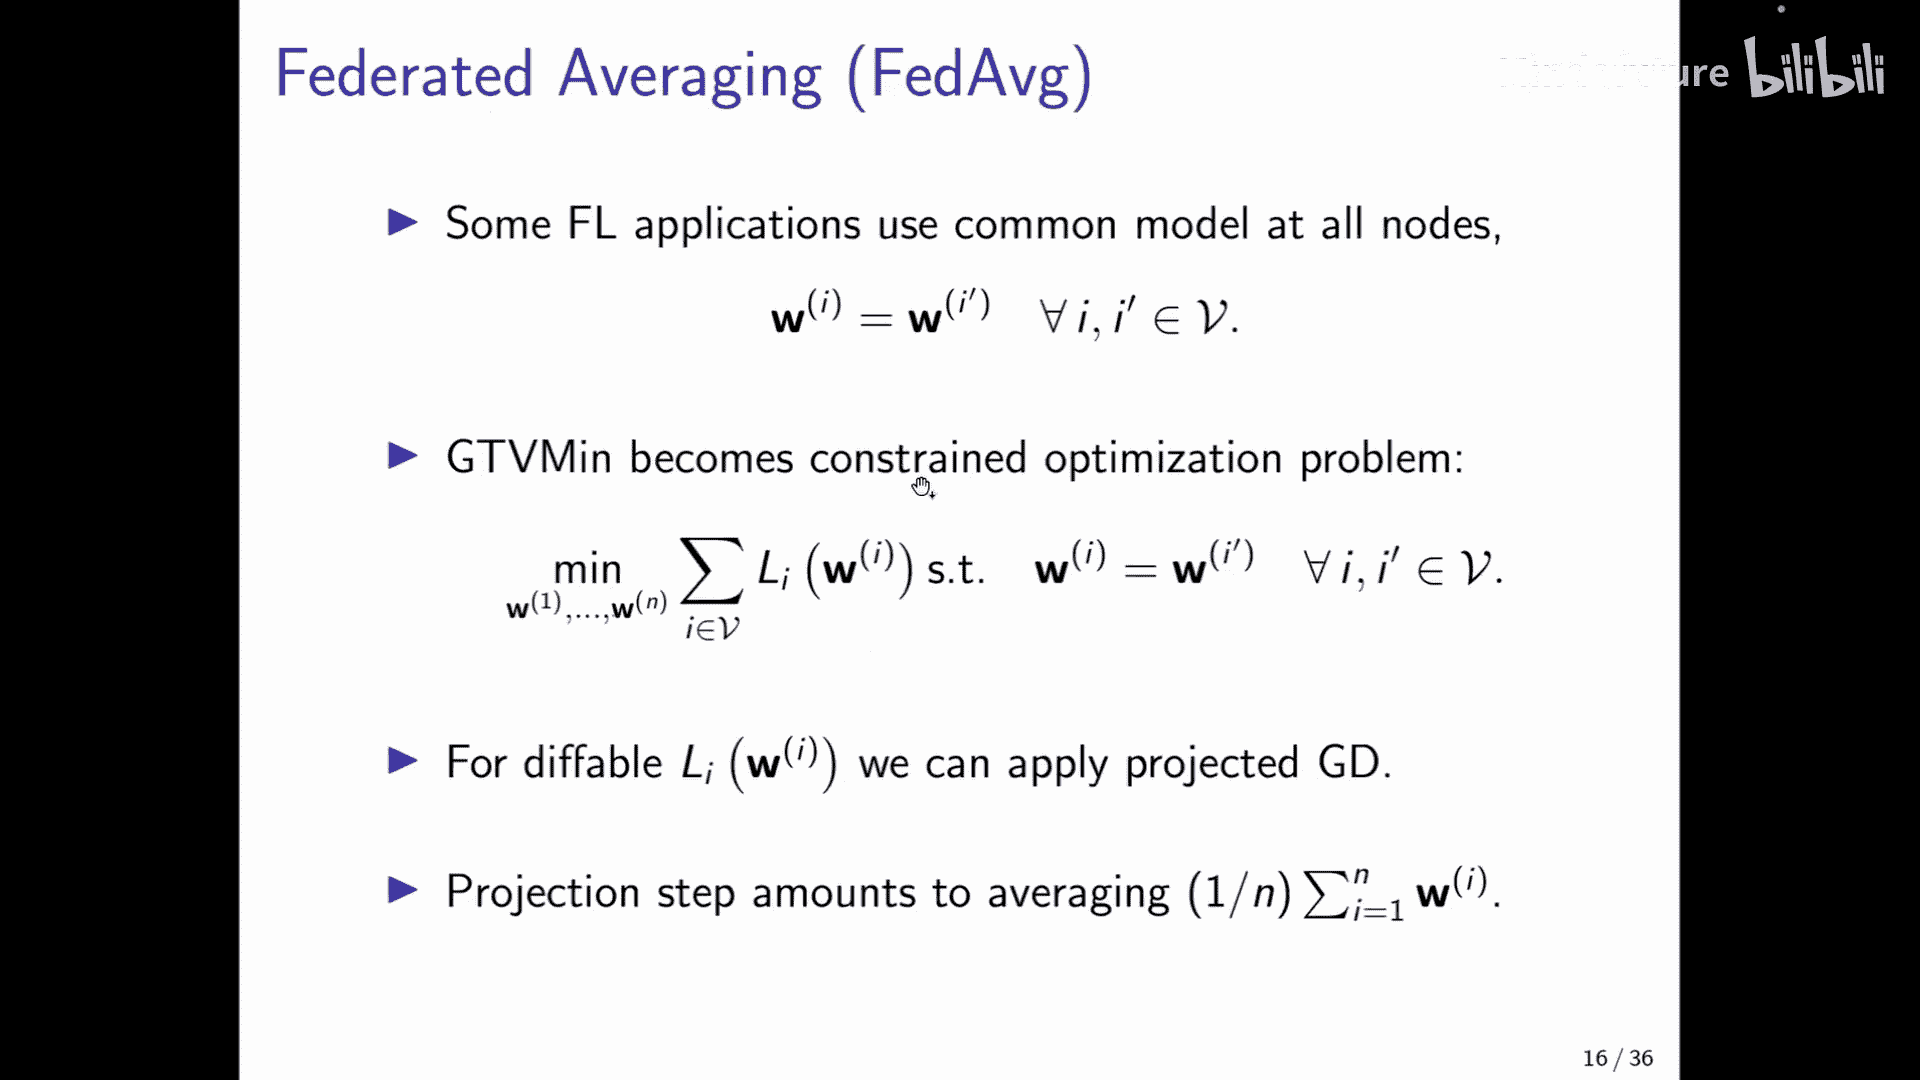 Federated Averaging (FedAvg)
bilibili
▶ Some FL applications use common model at all nodes,
w^(i) = w^(i′) ∀ i, i′ ∈ 𝒱.
▶ GTVMin becomes constrained optimization problem:
min_{w^(1),...,w^(n)} ∑_{i∈𝒱} L_i (w^(i)) s.t. w^(i) = w^(i′) ∀ i, i′ ∈ 𝒱.
▶ For diffable L_i (w^(i)) we can apply projected GD.
▶ Projection step amounts to averaging (1/n) ∑_{i=1}^{n} w^(i).
16 / 36